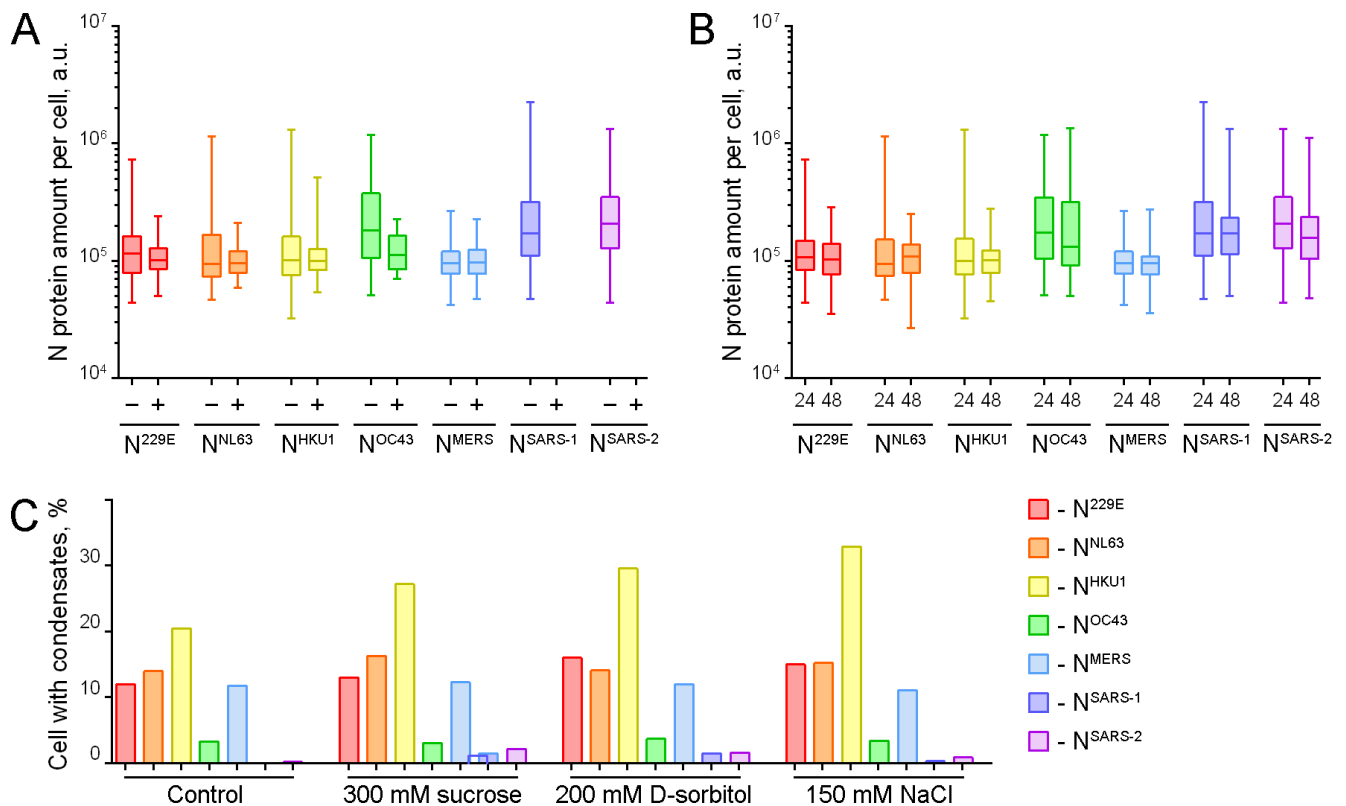 A
B
N protein amount per cell, a.u.
10⁷
10⁶
10⁵
10⁴
− + − + − + − + − + − + − +
N²²⁹ᴱ Nᴺᴸ⁶³ Nᴴᴷᵁ¹ Nᴼᶜ⁴³ Nᴹᴱᴿˢ Nˢᴬᴿˢ⁻¹ Nˢᴬᴿˢ⁻²
N protein amount per cell, a.u.
10⁷
10⁶
10⁵
10⁴
24 48 24 48 24 48 24 48 24 48 24 48 24 48
N²²⁹ᴱ Nᴺᴸ⁶³ Nᴴᴷᵁ¹ Nᴼᶜ⁴³ Nᴹᴱᴿˢ Nˢᴬᴿˢ⁻¹ Nˢᴬᴿˢ⁻²
C
Cell with condensates, %
30
20
10
0
Control 300 mM sucrose 200 mM D-sorbitol 150 mM NaCl
- N²²⁹ᴱ
- Nᴺᴸ⁶³
- Nᴴᴷᵁ¹
- Nᴼᶜ⁴³
- Nᴹᴱᴿˢ
- Nˢᴬᴿˢ⁻¹
- Nˢᴬᴿˢ⁻²